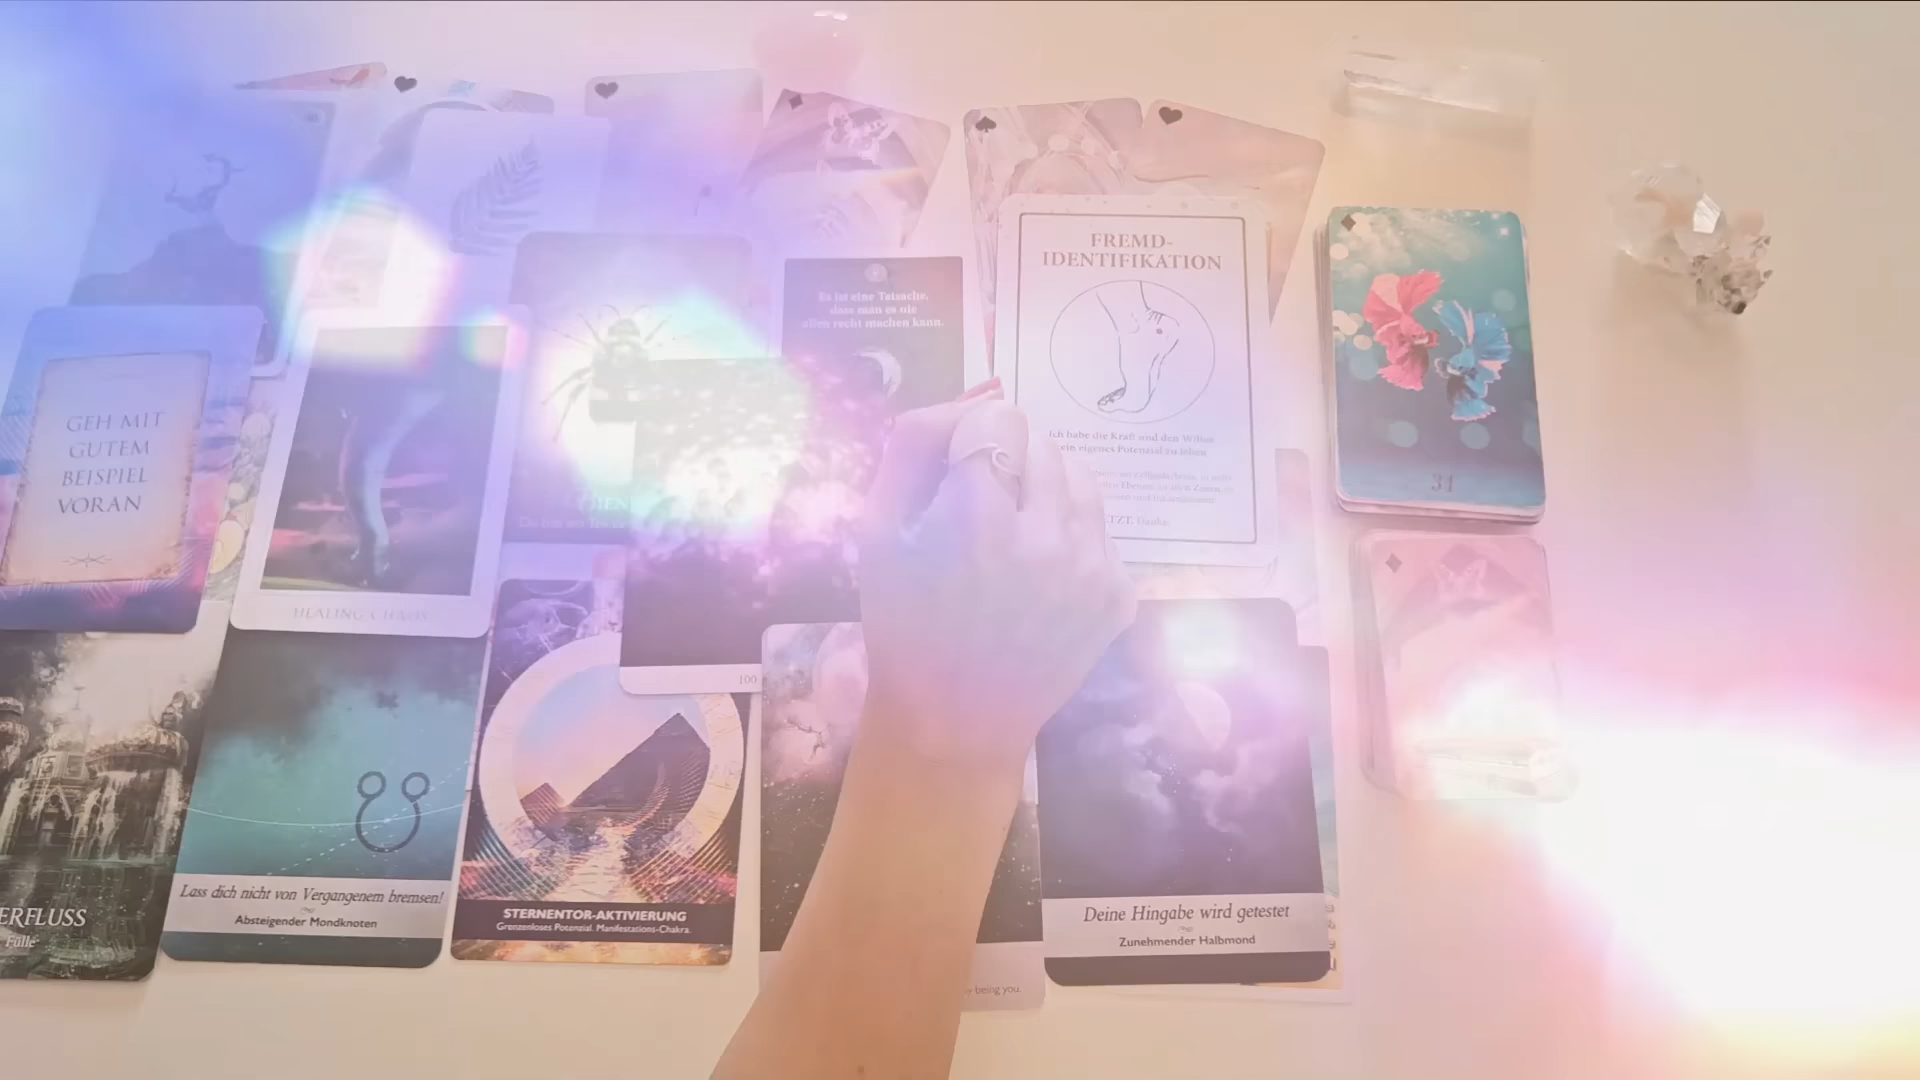 FREMD-
IDENTIFIKATION
Ich habe die Kraft und den Willen
mein eigenes Potenzial zu leben
JETZT. Danke.
Es ist eine Tatsache,
dass man es nie
allen recht machen kann.
31
GEH MIT
GUTEM
BEISPIEL
VORAN
HEALING CHAOS
100
ERFLUSS
Fülle
Lass dich nicht von Vergangenem bremsen!
Absteigender Mondknoten
STERNENTOR-AKTIVIERUNG
Grenzenloses Potenzial. Manifestations-Chakra.
by being you.
Deine Hingabe wird getestet
Zunehmender Halbmond